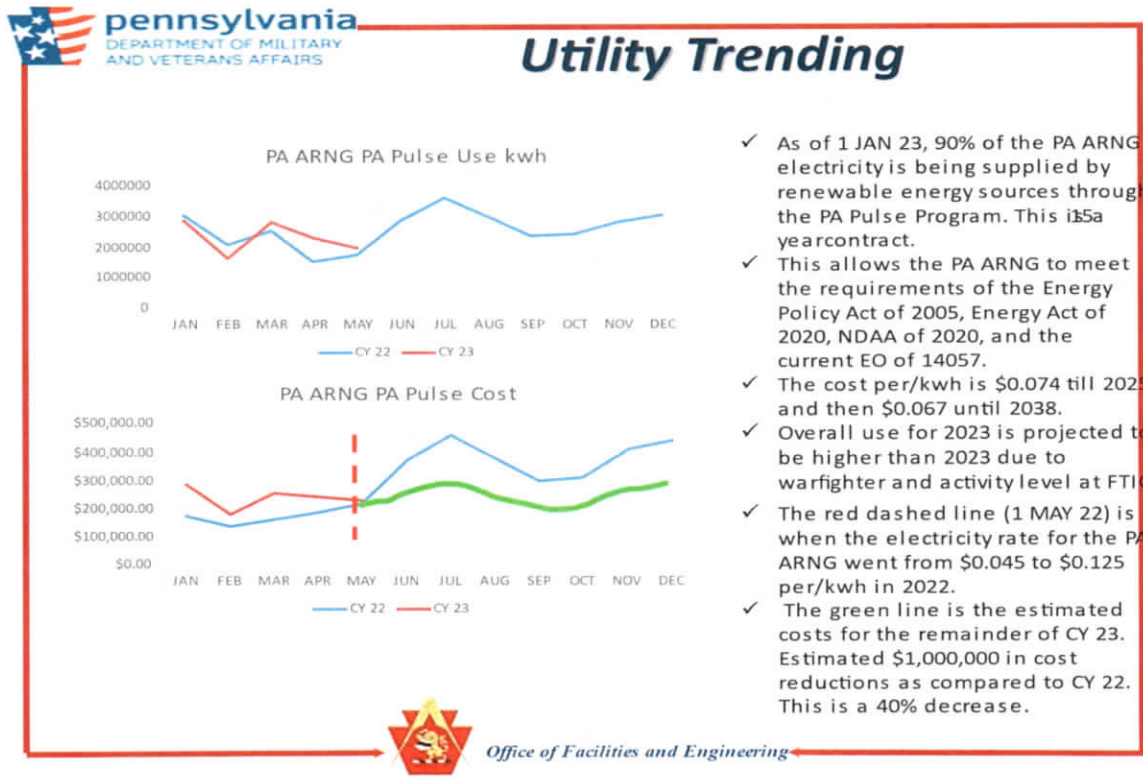 pennsylvania
DEPARTMENT OF MILITARY
AND VETERANS AFFAIRS
Utility Trending
PA ARNG PA Pulse Use kwh
4000000
3000000
2000000
1000000
0
JAN FEB MAR APR MAY JUN JUL AUG SEP OCT NOV DEC
CY 22 CY 23
PA ARNG PA Pulse Cost
$500,000.00
$400,000.00
$300,000.00
$200,000.00
$100,000.00
$0.00
JAN FEB MAR APR MAY JUN JUL AUG SEP OCT NOV DEC
CY 22 CY 23
✓ As of 1 JAN 23, 90% of the PA ARNG
electricity is being supplied by
renewable energy sources through
the PA Pulse Program. This is 15a
yearcontract.
✓ This allows the PA ARNG to meet
the requirements of the Energy
Policy Act of 2005, Energy Act of
2020, NDAA of 2020, and the
current EO of 14057.
✓ The cost per/kwh is $0.074 till 2025
and then $0.067 until 2038.
✓ Overall use for 2023 is projected to
be higher than 2023 due to
warfighter and activity level at FTIG
✓ The red dashed line (1 MAY 22) is
when the electricity rate for the PA
ARNG went from $0.045 to $0.125
per/kwh in 2022.
✓ The green line is the estimated
costs for the remainder of CY 23.
Estimated $1,000,000 in cost
reductions as compared to CY 22.
This is a 40% decrease.
Office of Facilities and Engineering